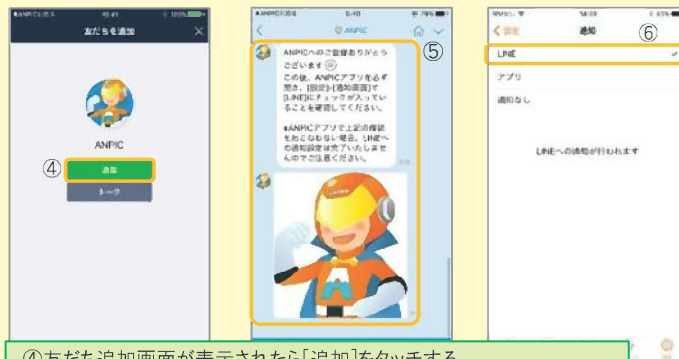 友だちを追加
ANPIC
④
追加
トーク
ANPIC
⑤
ANPICへのご登録ありがとう
ございます
この後、ANPICアプリを必ず
開き、[設定]-[通知画面]で
[LINE]にチェックが入ってい
ることを確認してください。
※ANPICアプリで上記の確認
をおこなわない場合、LINEへ
の通知設定は完了いたしませ
んのでご注意ください。
設定
通知
⑥
LINE
アプリ
通知なし
LINEへの通知が行われます
④友だち追加画面が表示されたら[追加]をタッチする